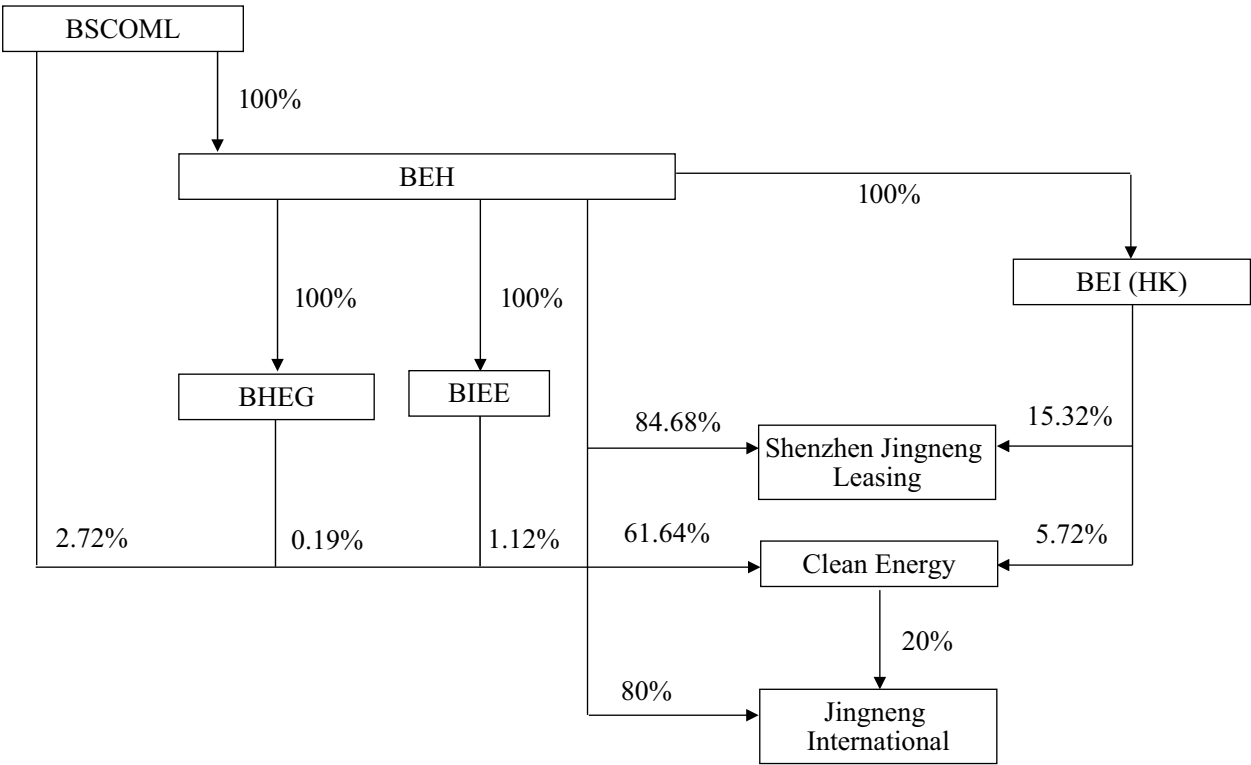 BSCOML
100%
BEH
100%
BEI (HK)
100%
100%
BHEG
BIEE
84.68%
15.32%
Shenzhen Jingneng
Leasing
2.72%
0.19%
1.12%
61.64%
5.72%
Clean Energy
20%
80%
Jingneng
International